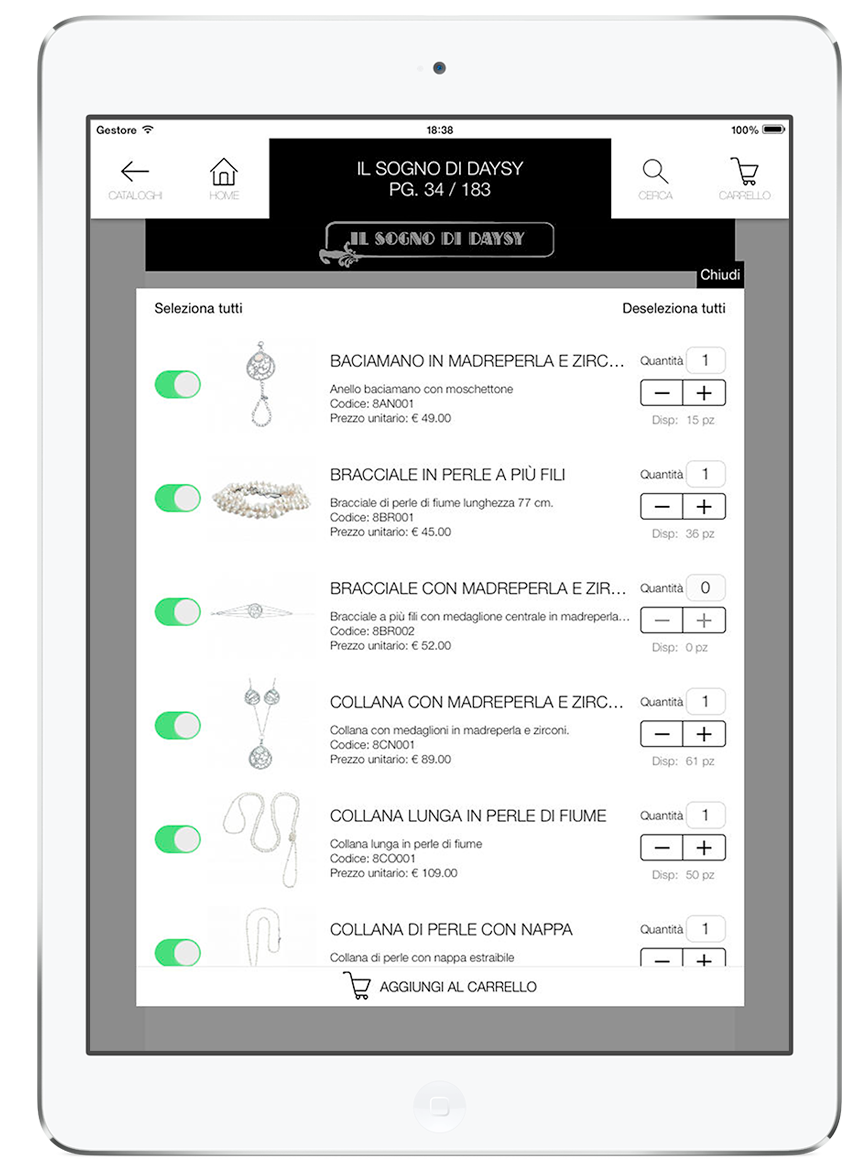 Gestore 18:38 100%
CATALOGHI HOME IL SOGNO DI DAYSY CERCA CARRELLO
PG. 34 / 183
IL SOGNO DI DAYSY
Chiudi
Seleziona tutti Deseleziona tutti
BACIAMANO IN MADREPERLA E ZIRC... Quantità 1
Anello baciamano con moschettone
Codice: 8AN001
Prezzo unitario: € 49.00
Disp: 15 pz
BRACCIALE IN PERLE A PIÙ FILI Quantità 1
Bracciale di perle di fiume lunghezza 77 cm.
Codice: 8BR001
Prezzo unitario: € 45.00
Disp: 36 pz
BRACCIALE CON MADREPERLA E ZIR... Quantità 0
Bracciale a più fili con medaglione centrale in madreperla...
Codice: 8BR002
Prezzo unitario: € 52.00
Disp: 0 pz
COLLANA CON MADREPERLA E ZIRC... Quantità 1
Collana con medaglioni in madreperla e zirconi.
Codice: 8CN001
Prezzo unitario: € 89.00
Disp: 61 pz
COLLANA LUNGA IN PERLE DI FIUME Quantità 1
Collana lunga in perle di fiume
Codice: 8CO001
Prezzo unitario: € 109.00
Disp: 50 pz
COLLANA DI PERLE CON NAPPA Quantità 1
Collana di perle con nappa estraibile
AGGIUNGI AL CARRELLO